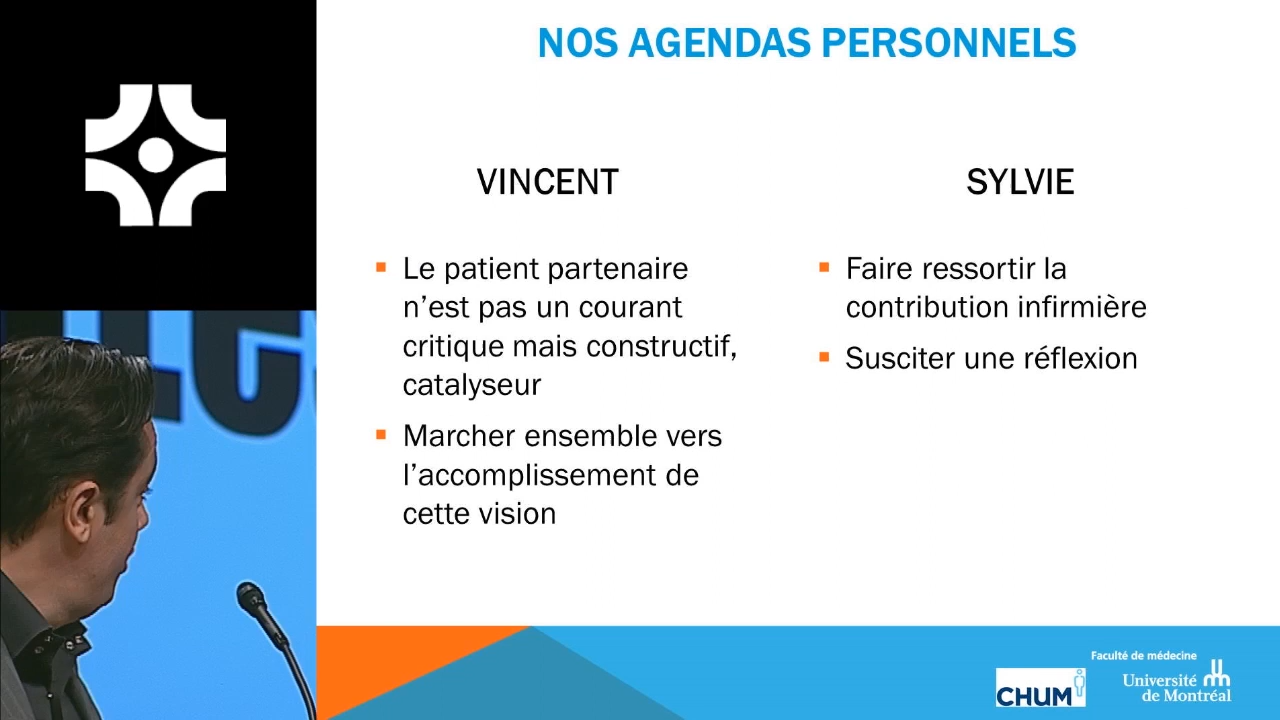 NOS AGENDAS PERSONNELS
VINCENT
Le patient partenaire
n’est pas un courant
critique mais constructif,
catalyseur
Marcher ensemble vers
l’accomplissement de
cette vision
SYLVIE
Faire ressortir la
contribution infirmière
Susciter une réflexion
Faculté de médecine
CHUM
Université
de Montréal